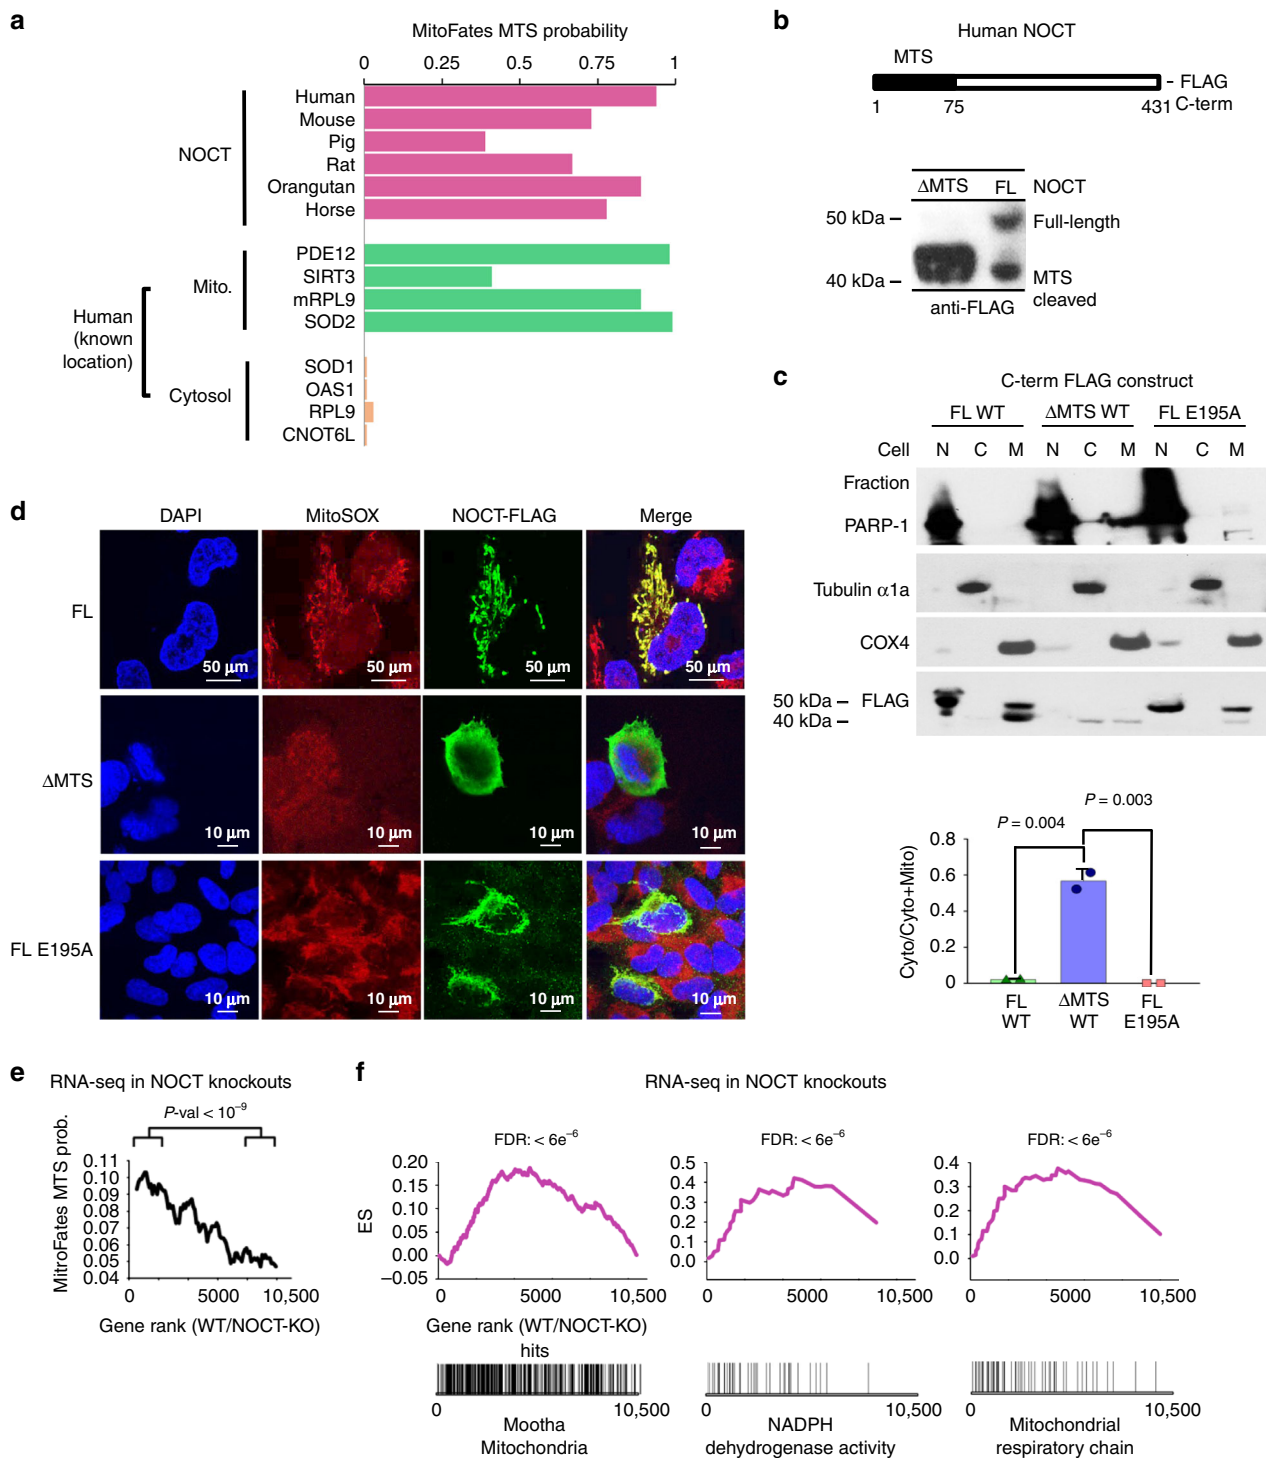 a
MitoFates MTS probability
0 0.25 0.5 0.75 1
NOCT
Human
Mouse
Pig
Rat
Orangutan
Horse
Human (known location)
Mito.
PDE12
SIRT3
mRPL9
SOD2
Cytosol
SOD1
OAS1
RPL9
CNOT6L
b
Human NOCT
MTS
– FLAG
1 75 431 C-term
ΔMTS FL NOCT
50 kDa –
Full-length
40 kDa –
MTS
cleaved
anti-FLAG
c
C-term FLAG construct
FL WT ΔMTS WT FL E195A
Cell N C M N C M N C M
Fraction
PARP-1
Tubulin α1a
COX4
50 kDa – FLAG
40 kDa –
P = 0.003
P = 0.004
Cyto/Cyto+Mito)
0.8
0.6
0.4
0.2
0
FL WT
ΔMTS WT
FL E195A
d
DAPI MitoSOX NOCT-FLAG Merge
FL
50 µm 50 µm 50 µm 50 µm
ΔMTS
10 µm 10 µm 10 µm 10 µm
FL E195A
10 µm 10 µm 10 µm 10 µm
e
RNA-seq in NOCT knockouts
P-val < 10⁻⁹
MitroFates MTS prob.
0.11
0.10
0.09
0.08
0.07
0.06
0.05
0.04
0 5000 10,500
Gene rank (WT/NOCT-KO)
f
RNA-seq in NOCT knockouts
FDR: < 6e⁻⁶ FDR: < 6e⁻⁶ FDR: < 6e⁻⁶
ES
0.20
0.15
0.10
0.05
0.00
–0.05
0 5000 10,500
Gene rank (WT/NOCT-KO)
hits
0 10,500
Mootha
Mitochondria
0.5
0.4
0.3
0.2
0.1
0.0
0 5000 10,500
0 10,500
NADPH
dehydrogenase activity
0.4
0.3
0.2
0.1
0.0
0 5000 10,500
0 10,500
Mitochondrial
respiratory chain